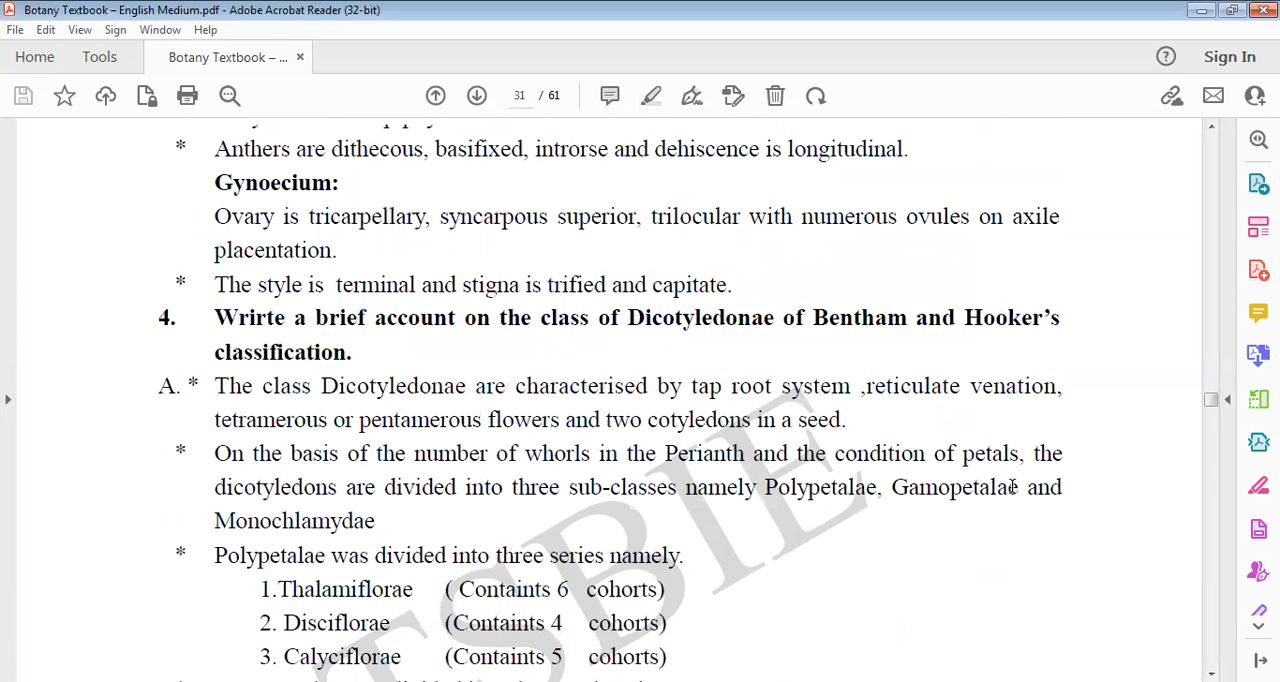 Botany Textbook – English Medium.pdf - Adobe Acrobat Reader (32-bit)
File Edit View Sign Window Help
Home Tools Botany Textbook – ... × ? Sign In
31 / 61
* Anthers are dithecous, basifixed, introrse and dehiscence is longitudinal.
Gynoecium:
Ovary is tricarpellary, syncarpous superior, trilocular with numerous ovules on axile
placentation.
* The style is terminal and stigna is trified and capitate.
4. Wrirte a brief account on the class of Dicotyledonae of Bentham and Hooker’s
classification.
A. * The class Dicotyledonae are characterised by tap root system ,reticulate venation,
tetramerous or pentamerous flowers and two cotyledons in a seed.
* On the basis of the number of whorls in the Perianth and the condition of petals, the
dicotyledons are divided into three sub-classes namely Polypetalae, Gamopetalae and
Monochlamydae
* Polypetalae was divided into three series namely.
1.Thalamiflorae ( Containts 6 cohorts)
2. Disciflorae (Containts 4 cohorts)
3. Calyciflorae (Containts 5 cohorts)
TSBIE